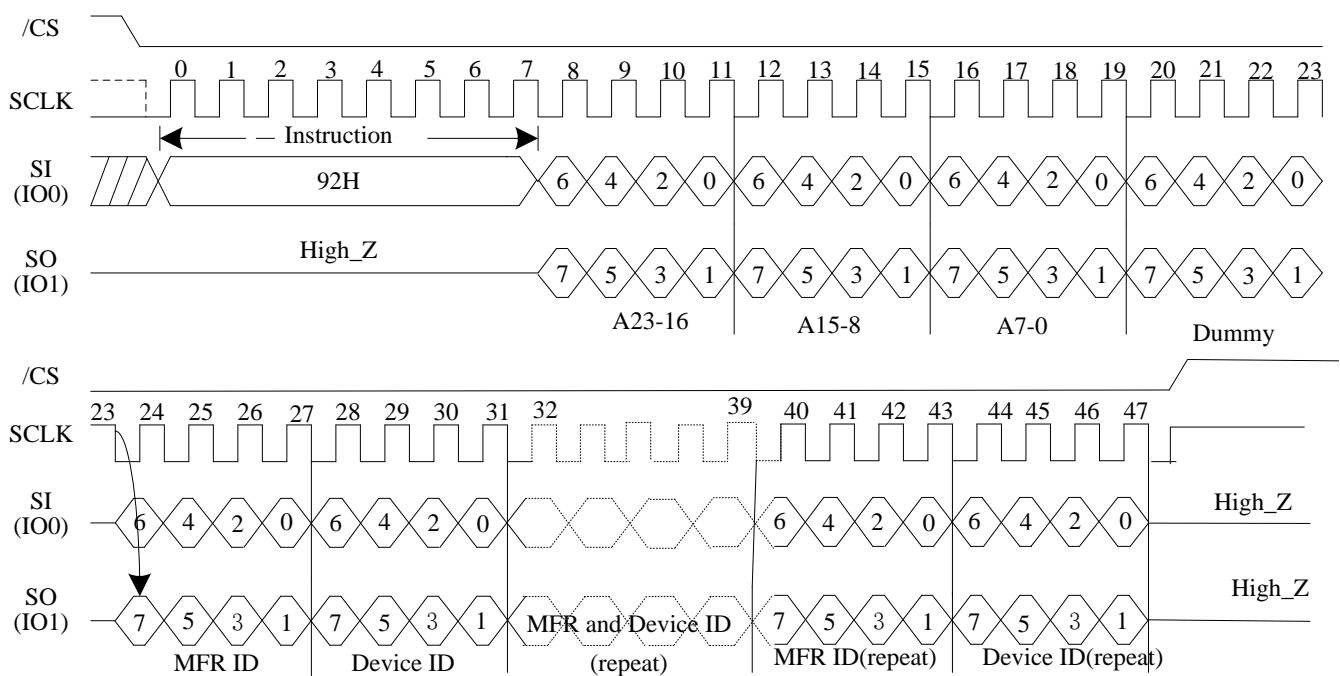 /CS
0 1 2 3 4 5 6 7 8 9 10 11 12 13 14 15 16 17 18 19 20 21 22 23
SCLK
Instruction
SI
(IO0)
92H
6 4 2 0 6 4 2 0 6 4 2 0 6 4 2 0
High_Z
SO
(IO1)
7 5 3 1 7 5 3 1 7 5 3 1 7 5 3 1
A23-16 A15-8 A7-0 Dummy
/CS
23 24 25 26 27 28 29 30 31 32 39 40 41 42 43 44 45 46 47
SCLK
SI
(IO0)
6 4 2 0 6 4 2 0 6 4 2 0 6 4 2 0
High_Z
SO
(IO1)
7 5 3 1 7 5 3 1 MFR and Device ID 7 5 3 1 7 5 3 1
High_Z
MFR ID Device ID (repeat) MFR ID(repeat) Device ID(repeat)